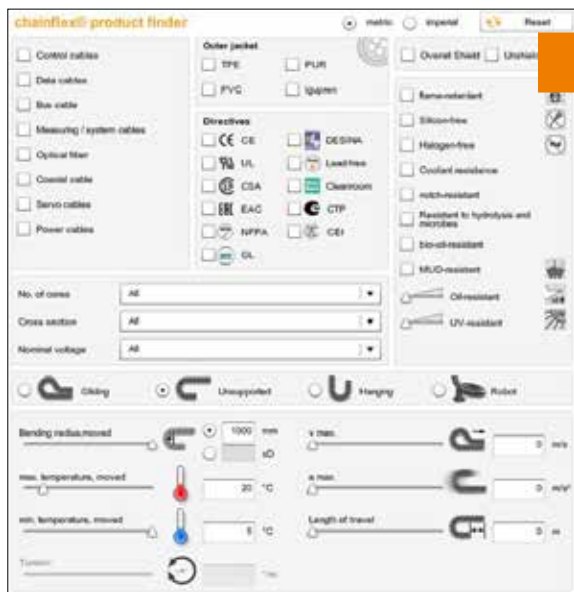 chainflex® product finder
metric
imperial
Reset
Control cables
Data cables
Bus cable
Measuring / system cables
Optical fiber
Coaxial cable
Servo cables
Power cables
Outer jacket
TPE PUR
PVC Igupren
Directives
CE CE DESINA
UL Lead-free
CSA Cleanroom
EAC EAC CTP
NFPA CEI
GL
Overall Shield
flame-retardant
Silicon-free
Halogen-free
Coolant resistance
notch-resistant
Resistant to hydrolysis and
microbes
bio-oil-resistant
MUD-resistant
Oil-resistant
UV-resistant
No. of cores All
Cross section All
Nominal voltage All
Gliding Unsupported Hanging Robot
Bending radius,moved 1000 mm
xD
max. temperature, moved 20 °C
min. temperature, moved 5 °C
Torsion
v max. 0 m/s
a max. 0 m/s²
Length of travel 0 m